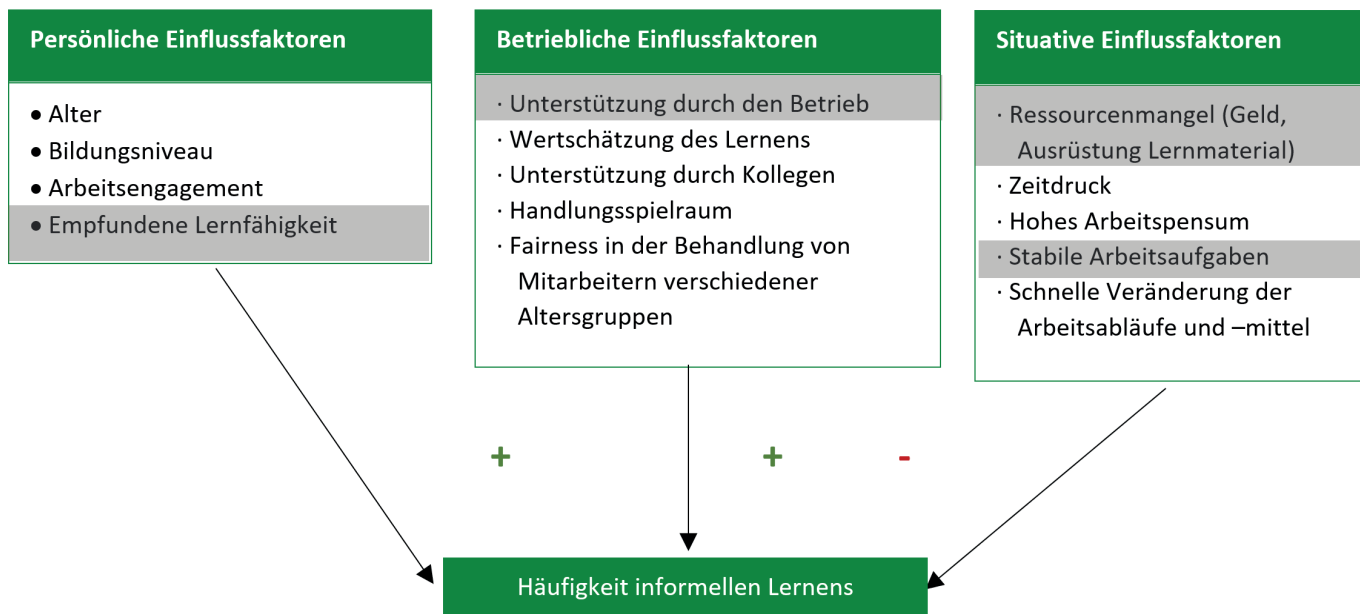 Persönliche Einflussfaktoren
• Alter
• Bildungsniveau
• Arbeitsengagement
• Empfundene Lernfähigkeit
Betriebliche Einflussfaktoren
· Unterstützung durch den Betrieb
· Wertschätzung des Lernens
· Unterstützung durch Kollegen
· Handlungsspielraum
· Fairness in der Behandlung von
Mitarbeitern verschiedener
Altersgruppen
Situative Einflussfaktoren
· Ressourcenmangel (Geld,
Ausrüstung Lernmaterial)
· Zeitdruck
· Hohes Arbeitspensum
· Stabile Arbeitsaufgaben
· Schnelle Veränderung der
Arbeitsabläufe und –mittel
+ + -
Häufigkeit informellen Lernens